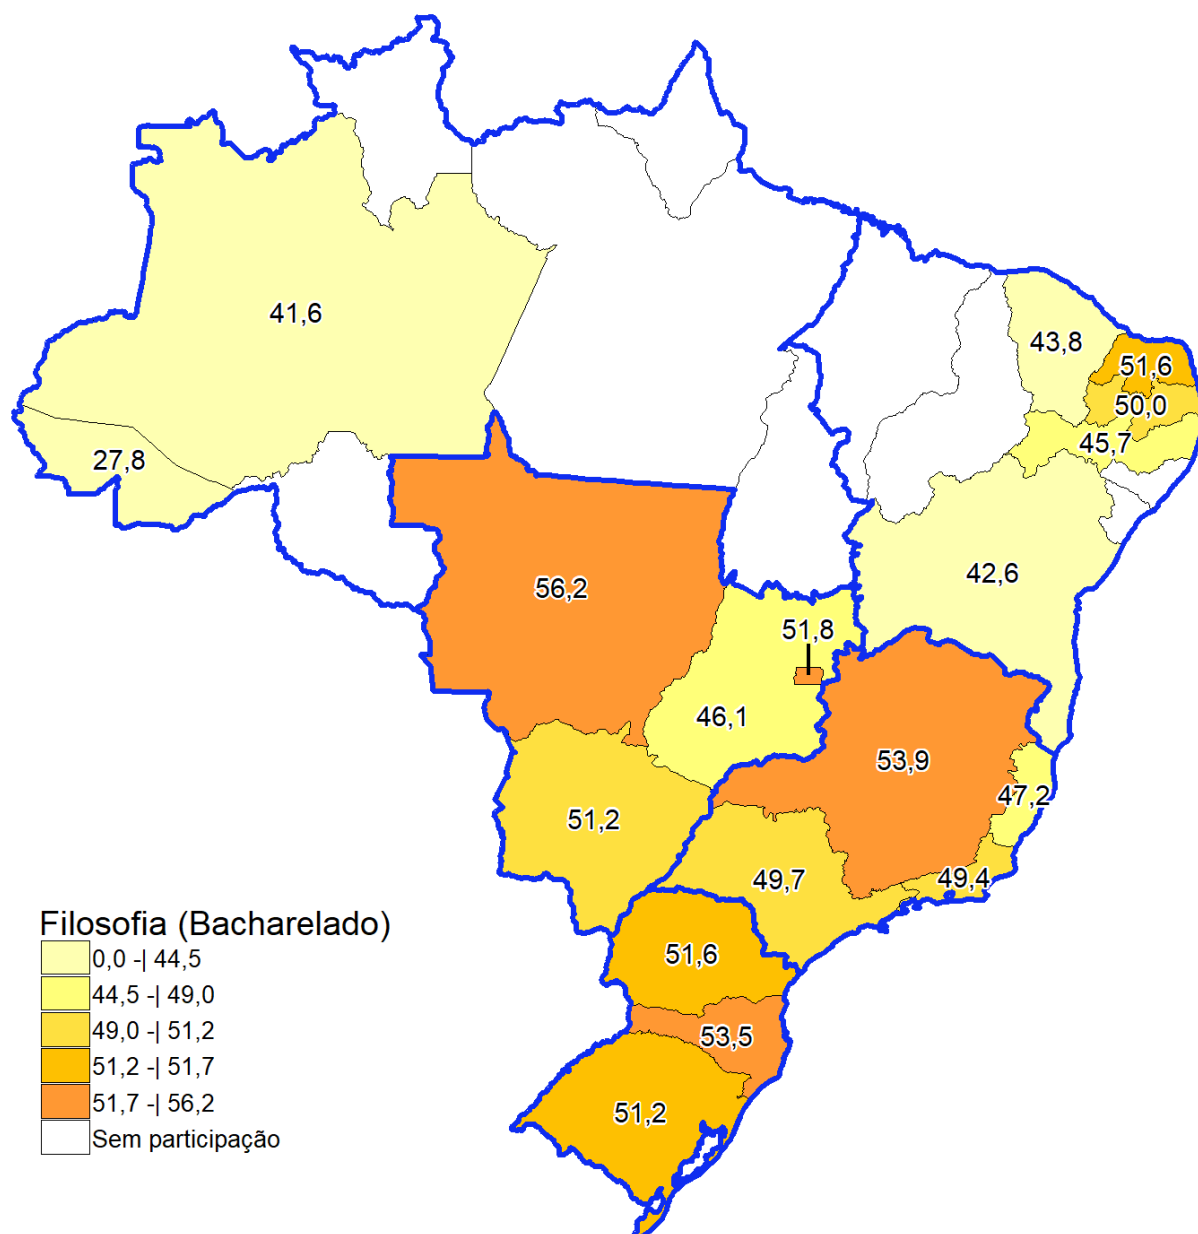 41,6
43,8
51,6
50,0
45,7
27,8
42,6
56,2
51,8
46,1
53,9
47,2
51,2
49,7
49,4
51,6
53,5
51,2
Filosofia (Bacharelado)
0,0 -| 44,5
44,5 -| 49,0
49,0 -| 51,2
51,2 -| 51,7
51,7 -| 56,2
Sem participação